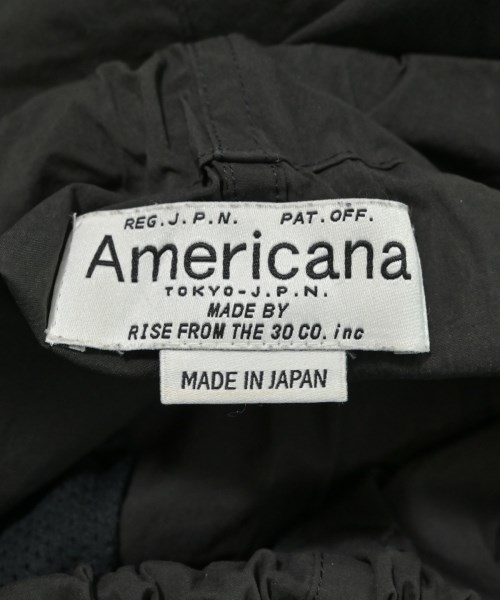 REG.J.P.N. PAT.OFF.
Americana
TOKYO-J.P.N.
MADE BY
RISE FROM THE 30 CO. inc
MADE IN JAPAN